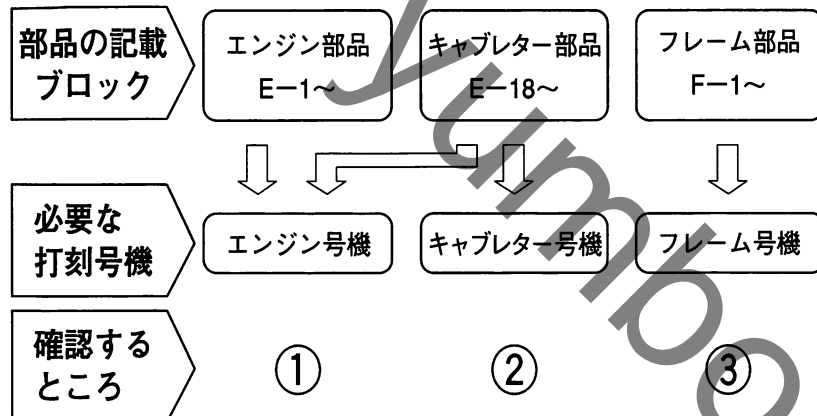 部品の記載
ブロック
エンジン部品
E－1～
キャブレター部品
E－18～
フレーム部品
F－1～
必要な
打刻号機
エンジン号機
キャブレター号機
フレーム号機
確認する
ところ
①
②
③
yumbo